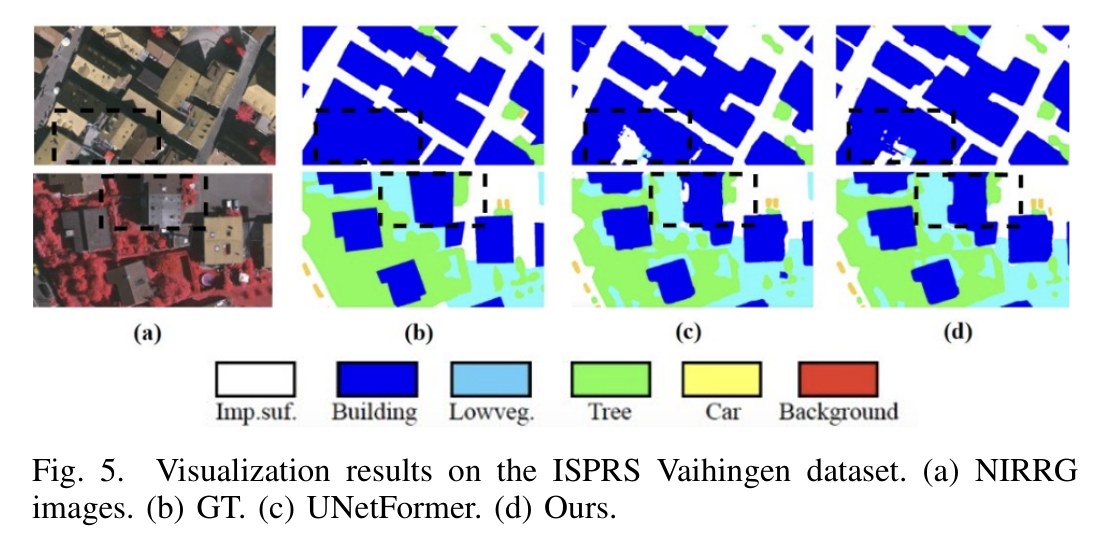 (a) (b) (c) (d)
Imp.suf. Building Lowveg. Tree Car Background
Fig. 5. Visualization results on the ISPRS Vaihingen dataset. (a) NIRRG
images. (b) GT. (c) UNetFormer. (d) Ours.